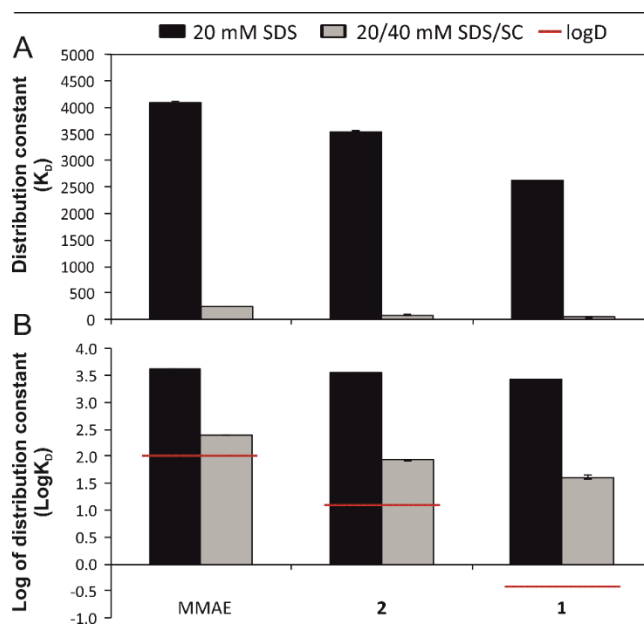 20 mM SDS 20/40 mM SDS/SC logD
A
Distribution constant
(K_D)
5000
4500
4000
3500
3000
2500
2000
1500
1000
500
0
B
Log of distribution constant
(LogK_D)
4.0
3.5
3.0
2.5
2.0
1.5
1.0
0.5
0.0
-0.5
-1.0
MMAE 2 1